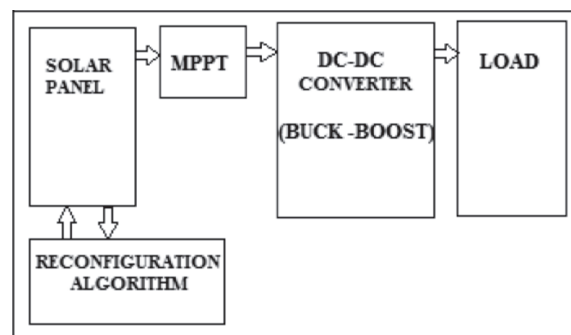 SOLAR
PANEL
MPPT
DC-DC
CONVERTER
(BUCK -BOOST)
LOAD
RECONFIGURATION
ALGORITHM